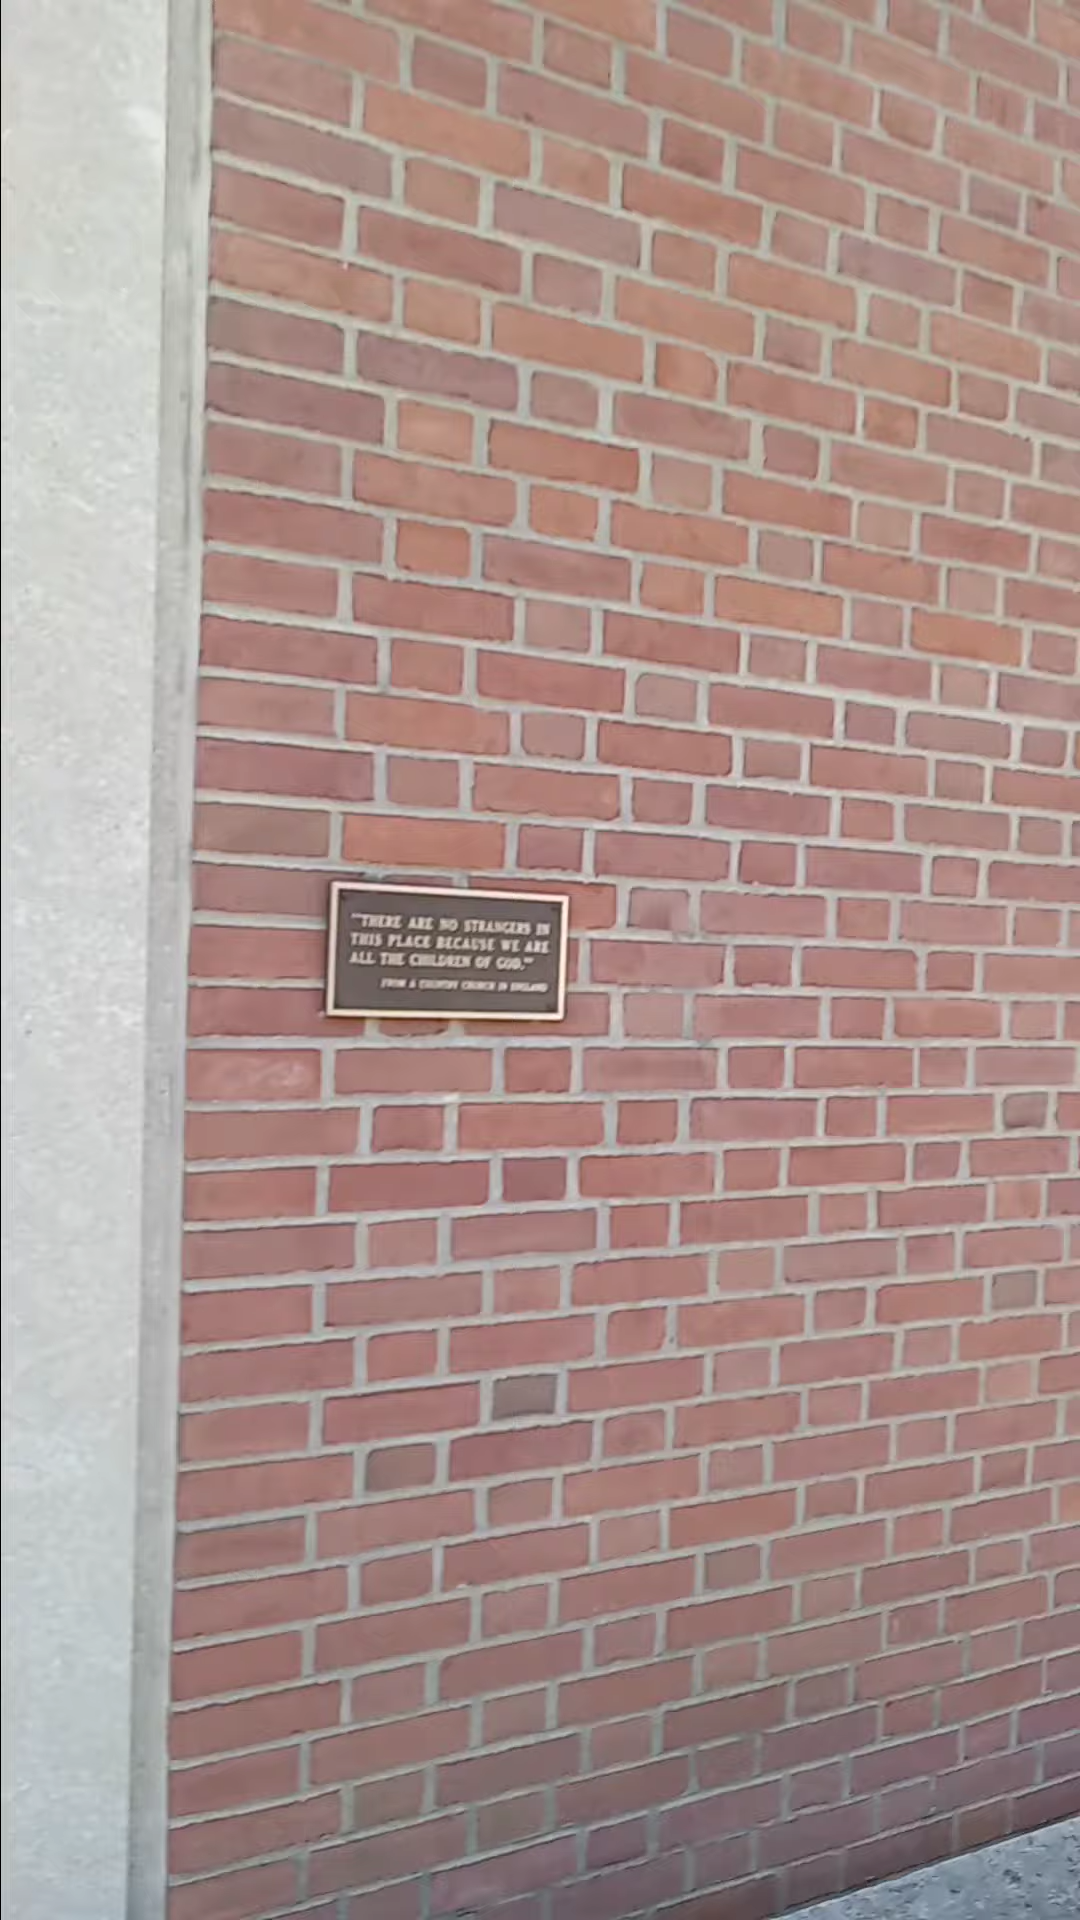 "THERE ARE NO STRANGERS IN
THIS PLACE BECAUSE WE ARE
ALL THE CHILDREN OF GOD."
FROM A COUNTRY CHURCH IN ENGLAND